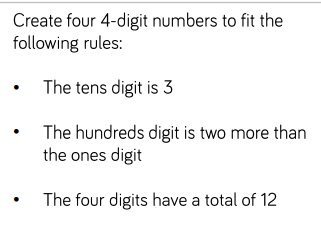 Create four 4-digit numbers to fit the
following rules:
• The tens digit is 3
• The hundreds digit is two more than
the ones digit
• The four digits have a total of 12